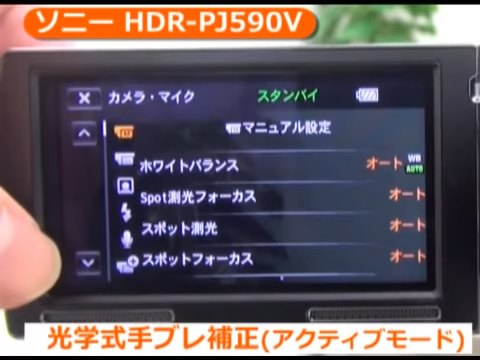 ソニー HDR-PJ590V
カメラ・マイク スタンバイ
マニュアル設定
ホワイトバランス オート WB AUTO
Spot測光フォーカス オート
スポット測光 オート
スポットフォーカス オート
光学式手ブレ補正(アクティブモード)